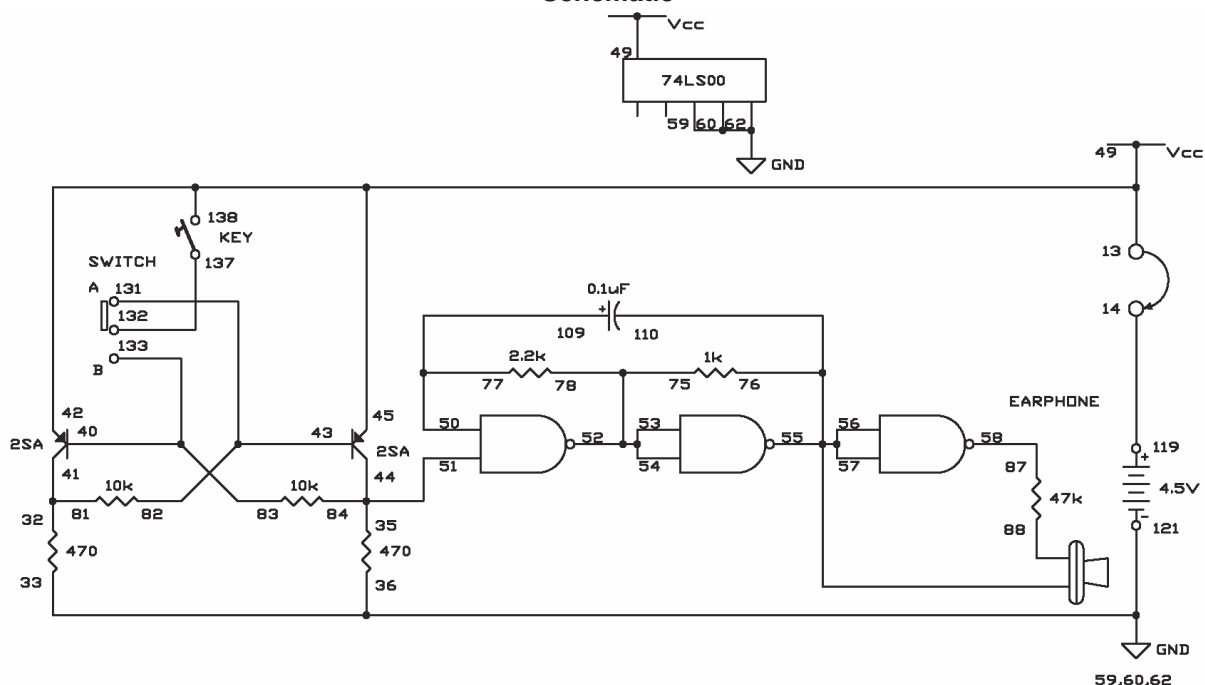 Schematic
Vcc
49
74LS00
59 60 62
GND
49 Vcc
138
KEY
137
SWITCH
A 131
132
133
B
13
14
0.1uF
+
109 110
2.2k
77 78
1k
75 76
EARPHONE
42
40
2SA
41
43
45
2SA
44
50
51
52
53
54
55
56
57
58
87
47k
88
119
+
4.5V
-
121
10k
81 82
10k
83 84
32
470
33
35
470
36
GND
59,60,62